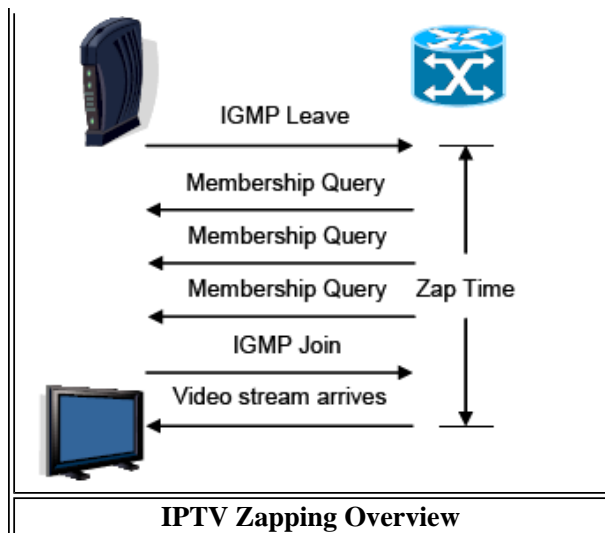 IGMP Leave
Membership Query
Membership Query
Membership Query
Zap Time
IGMP Join
Video stream arrives
IPTV Zapping Overview